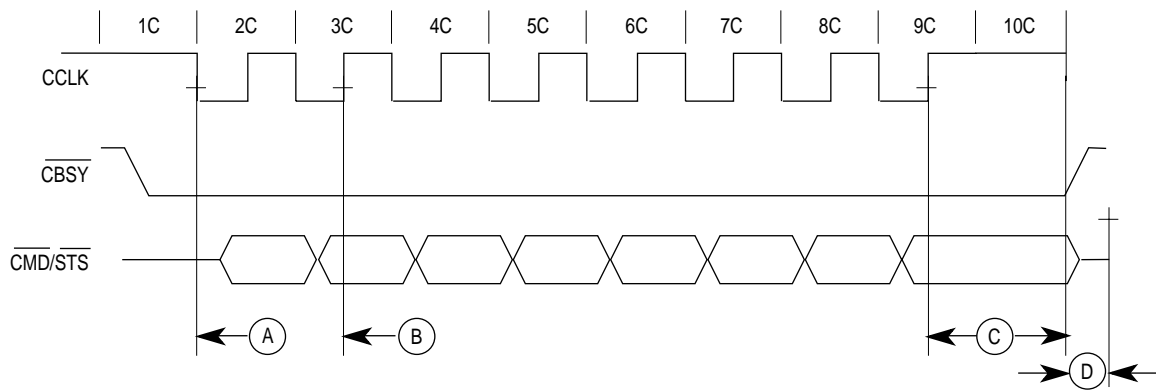 1C 2C 3C 4C 5C 6C 7C 8C 9C 10C
CCLK
CBSY
CMD/STS
A B C
D